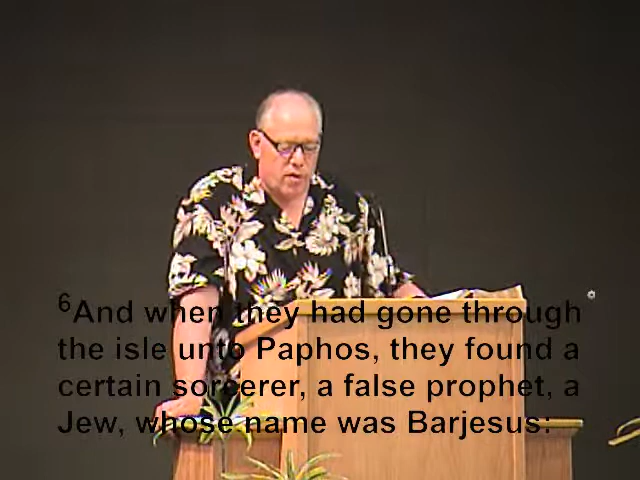 6And when they had gone through
the isle unto Paphos, they found a
certain sorcerer, a false prophet, a
Jew, whose name was Barjesus: